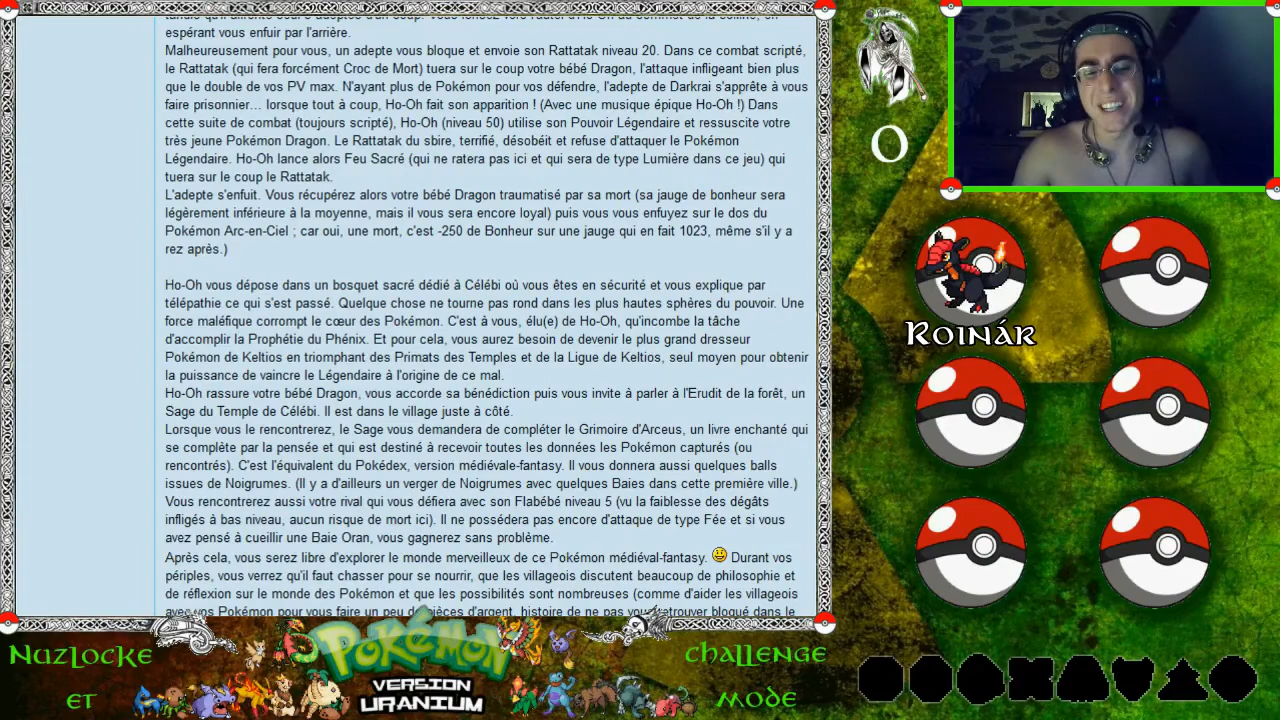 espérant vous enfuir par l'arrière.
Malheureusement pour vous, un adepte vous bloque et envoie son Rattatak niveau 20. Dans ce combat scripté,
le Rattatak (qui fera forcément Croc de Mort) tuera sur le coup votre bébé Dragon, l'attaque infligeant bien plus
que le double de vos PV max. N'ayant plus de Pokémon pour vos défendre, l'adepte de Darkrai s'apprête à vous
faire prisonnier... lorsque tout à coup, Ho-Oh fait son apparition ! (Avec une musique épique Ho-Oh !) Dans
cette suite de combat (toujours scripté), Ho-Oh (niveau 50) utilise son Pouvoir Légendaire et ressuscite votre
très jeune Pokémon Dragon. Le Rattatak du sbire, terrifié, désobéit et refuse d'attaquer le Pokémon
Légendaire. Ho-Oh lance alors Feu Sacré (qui ne ratera pas ici et qui sera de type Lumière dans ce jeu) qui
tuera sur le coup le Rattatak.
L'adepte s'enfuit. Vous récupérez alors votre bébé Dragon traumatisé par sa mort (sa jauge de bonheur sera
légèrement inférieure à la moyenne, mais il vous sera encore loyal) puis vous vous enfuyez sur le dos du
Pokémon Arc-en-Ciel ; car oui, une mort, c'est -250 de Bonheur sur une jauge qui en fait 1023, même s'il y a
rez après.)
Ho-Oh vous dépose dans un bosquet sacré dédié à Célébi où vous êtes en sécurité et vous explique par
télépathie ce qui s'est passé. Quelque chose ne tourne pas rond dans les plus hautes sphères du pouvoir. Une
force maléfique corrompt le cœur des Pokémon. C'est à vous, élu(e) de Ho-Oh, qu'incombe la tâche
d'accomplir la Prophétie du Phénix. Et pour cela, vous aurez besoin de devenir le plus grand dresseur
Pokémon de Keltios en triomphant des Primats des Temples et de la Ligue de Keltios, seul moyen pour obtenir
la puissance de vaincre le Légendaire à l'origine de ce mal.
Ho-Oh rassure votre bébé Dragon, vous accorde sa bénédiction puis vous invite à parler à l'Erudit de la forêt, un
Sage du Temple de Célébi. Il est dans le village juste à côté.
Lorsque vous le rencontrerez, le Sage vous demandera de compléter le Grimoire d'Arceus, un livre enchanté qui
se complète par la pensée et qui est destiné à recevoir toutes les données les Pokémon capturés (ou
rencontrés). C'est l'équivalent du Pokédex, version médiévale-fantasy. Il vous donnera aussi quelques balls
issues de Noigrumes. (Il y a d'ailleurs un verger de Noigrumes avec quelques Baies dans cette première ville.)
Vous rencontrerez aussi votre rival qui vous défiera avec son Flabébé niveau 5 (vu la faiblesse des dégâts
infligés à bas niveau, aucun risque de mort ici). Il ne possédera pas encore d'attaque de type Fée et si vous
avez pensé à cueillir une Baie Oran, vous gagnerez sans problème.
Après cela, vous serez libre d'explorer le monde merveilleux de ce Pokémon médiéval-fantasy. Durant vos
périples, vous verrez qu'il faut chasser pour se nourrir, que les villageois discutent beaucoup de philosophie et
de réflexion sur le monde des Pokémon et que les possibilités sont nombreuses (comme d'aider les villageois
avec vos Pokémon pour vous faire un peu de pièces d'argent, histoire de ne pas vous retrouver bloqué dans le
O
Roinár
Nuzlocke
et
Pokémon
VERSION
URANIUM
challenge
mode